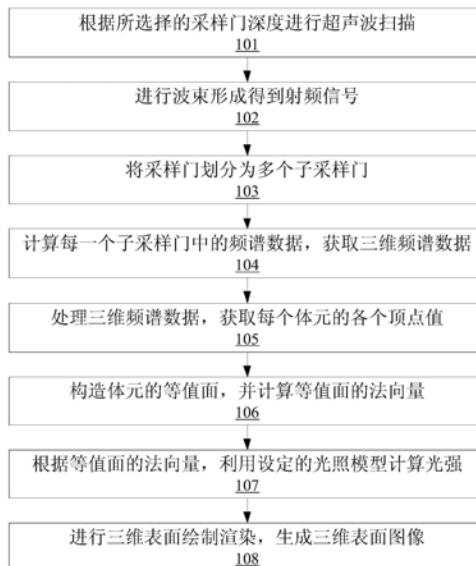 根据所选择的采样门深度进行超声波扫描
101
进行波束形成得到射频信号
102
将采样门划分为多个子采样门
103
计算每一个子采样门中的频谱数据，获取三维频谱数据
104
处理三维频谱数据，获取每个体元的各个顶点值
105
构造体元的等值面，并计算等值面的法向量
106
根据等值面的法向量，利用设定的光照模型计算光强
107
进行三维表面绘制渲染，生成三维表面图像
108